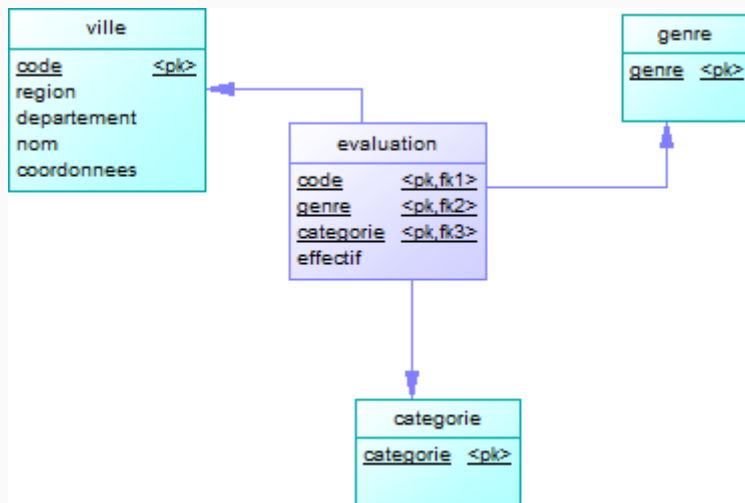 ville
code <pk>
region
departement
nom
coordonnees
genre
genre <pk>
evaluation
code <pk,fk1>
genre <pk,fk2>
categorie <pk,fk3>
effectif
categorie
categorie <pk>